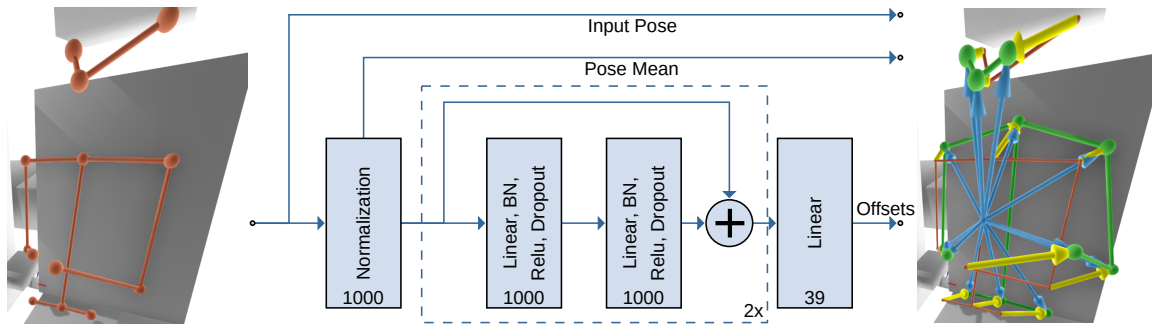 Input Pose
Pose Mean
Normalization
1000
Linear, BN,
Relu, Dropout
1000
Linear, BN,
Relu, Dropout
1000
2x
Linear
39
Offsets